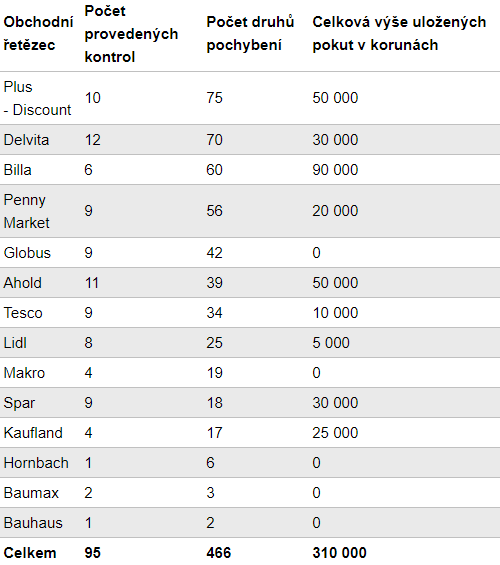 Obchodní řetězec Počet provedených kontrol Počet druhů pochybení Celková výše uložených pokut v korunách
Plus - Discount 10 75 50 000
Delvita 12 70 30 000
Billa 6 60 90 000
Penny Market 9 56 20 000
Globus 9 42 0
Ahold 11 39 50 000
Tesco 9 34 10 000
Lidl 8 25 5 000
Makro 4 19 0
Spar 9 18 30 000
Kaufland 4 17 25 000
Hornbach 1 6 0
Baumax 2 3 0
Bauhaus 1 2 0
Celkem 95 466 310 000